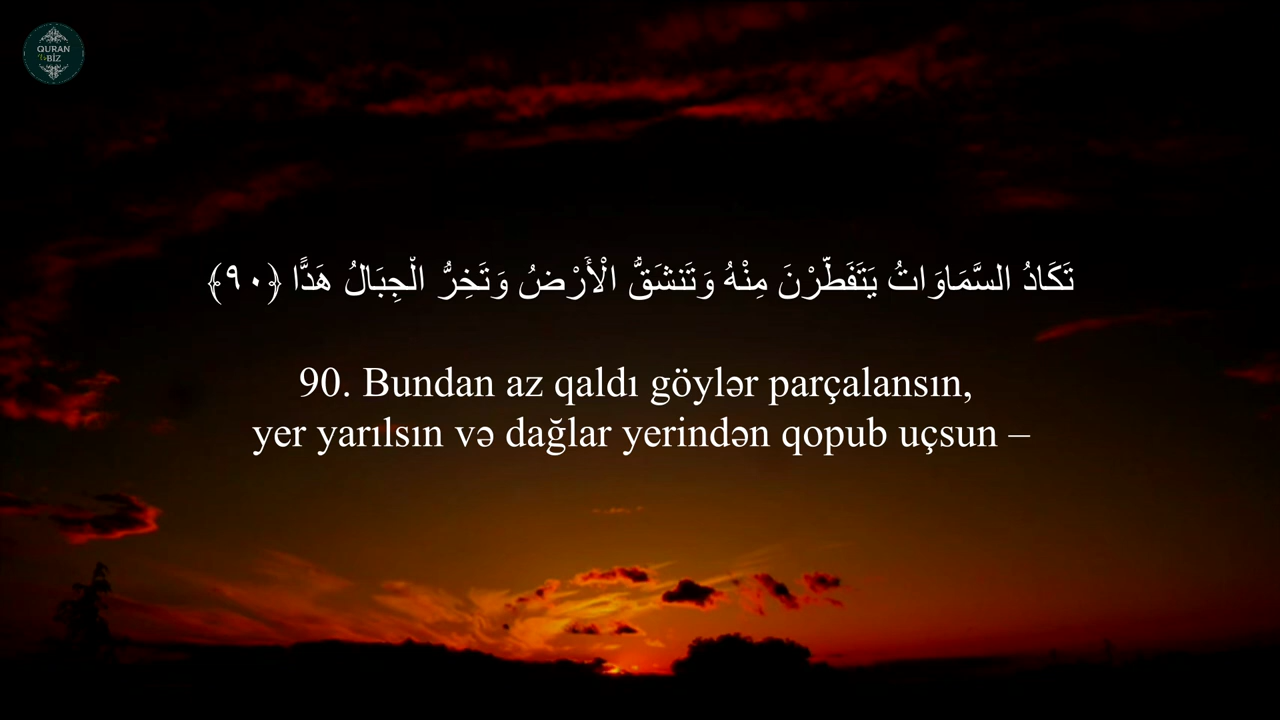 QURAN
Və BİZ
تَكَادُ السَّمَاوَاتُ يَتَفَطَّرْنَ مِنْهُ وَتَنشَقُّ الْأَرْضُ وَتَخِرُّ الْجِبَالُ هَدًّا ﴿٩٠﴾
90. Bundan az qaldı göylər parçalansın,
yer yarılsın və dağlar yerindən qopub uçsun –